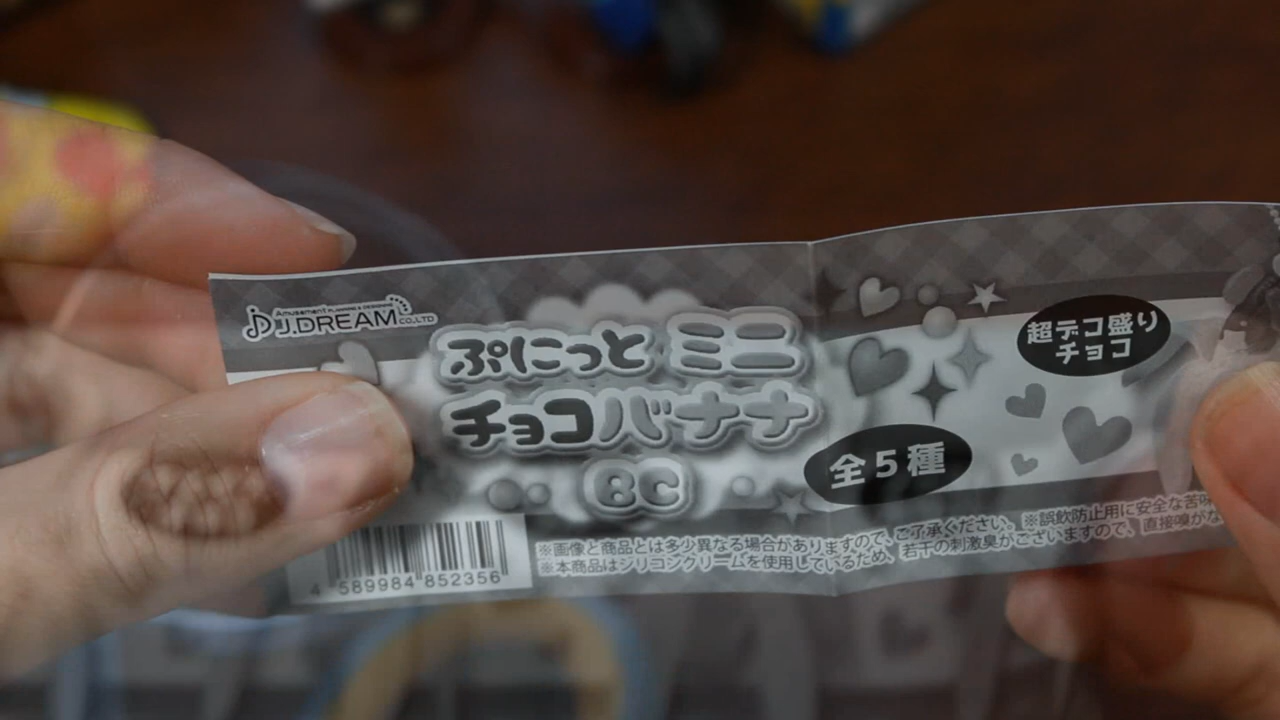 Amusement PLANNING & DESIGNING
J.DREAM CO.,LTD
ぷにっと ミニ
チョコバナナ
BC
超デコ盛り
チョコ
全5種
※画像と商品とは多少異なる場合がありますので、ご了承ください。※誤飲防止用に安全な苦味
※本商品はシリコンクリームを使用しているため、若干の刺激臭がございますので、直接嗅がな
4 589984 852356